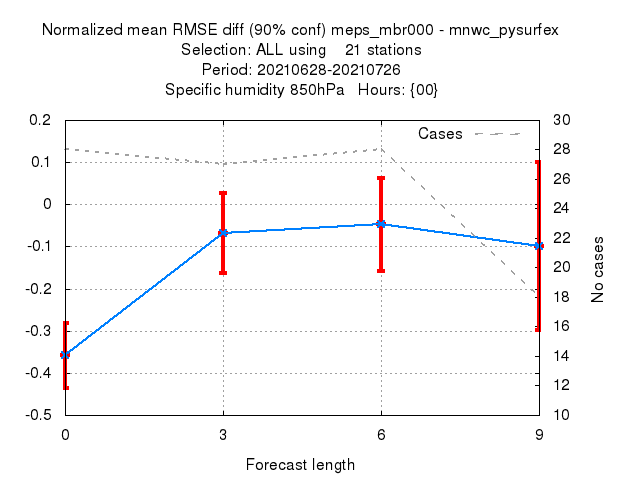 Normalized mean RMSE diff (90% conf) meps_mbr000 - mnwc_pysurfex
Selection: ALL using 21 stations
Period: 20210628-20210726
Specific humidity 850hPa Hours: {00}
Cases
0.2
0.1
0
-0.1
-0.2
-0.3
-0.4
-0.5
30
28
26
24
22
20
18
16
14
12
10
No cases
0 3 6 9
Forecast length